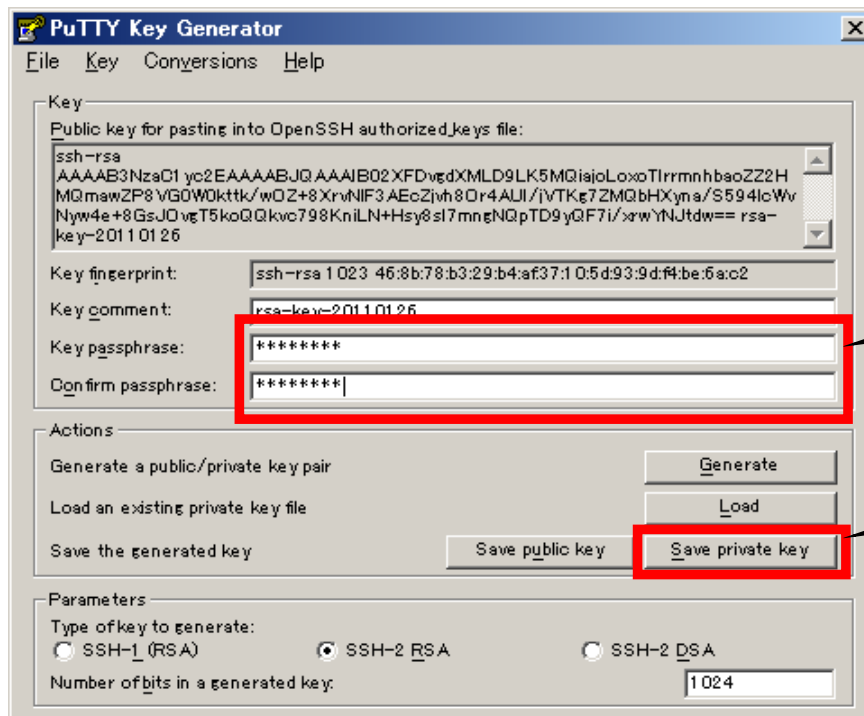 PuTTY Key Generator
File Key Conversions Help
Key
Public key for pasting into OpenSSH authorized_keys file:
ssh-rsa
AAAAB3NzaC1yc2EAAAABJQAAAIB02XFDvgdXMLD9LK5MQiajoLoxoTIrrmnhbaoZZ2H
MQmawZP8VG0W0kttk/wOZ+8XrvNIF3AEcZjvh8Or4AUI/jVTKg7ZMQbHXyna/S594IcWv
Nyw4e+8GsJOvgT5koQQkvc798KniLN+Hsy8sl7mngNQpTD9yQF7i/xrwYNJtdw== rsa-
key-20110126
Key fingerprint: ssh-rsa 1023 46:8b:78:b3:29:b4:af:37:10:5d:93:9d:f4:be:6a:c2
Key comment: rsa-key-20110126
Key passphrase: ********
Confirm passphrase: ********
Actions
Generate a public/private key pair Generate
Load an existing private key file Load
Save the generated key Save public key Save private key
Parameters
Type of key to generate:
SSH-1 (RSA) SSH-2 RSA SSH-2 DSA
Number of bits in a generated key: 1024